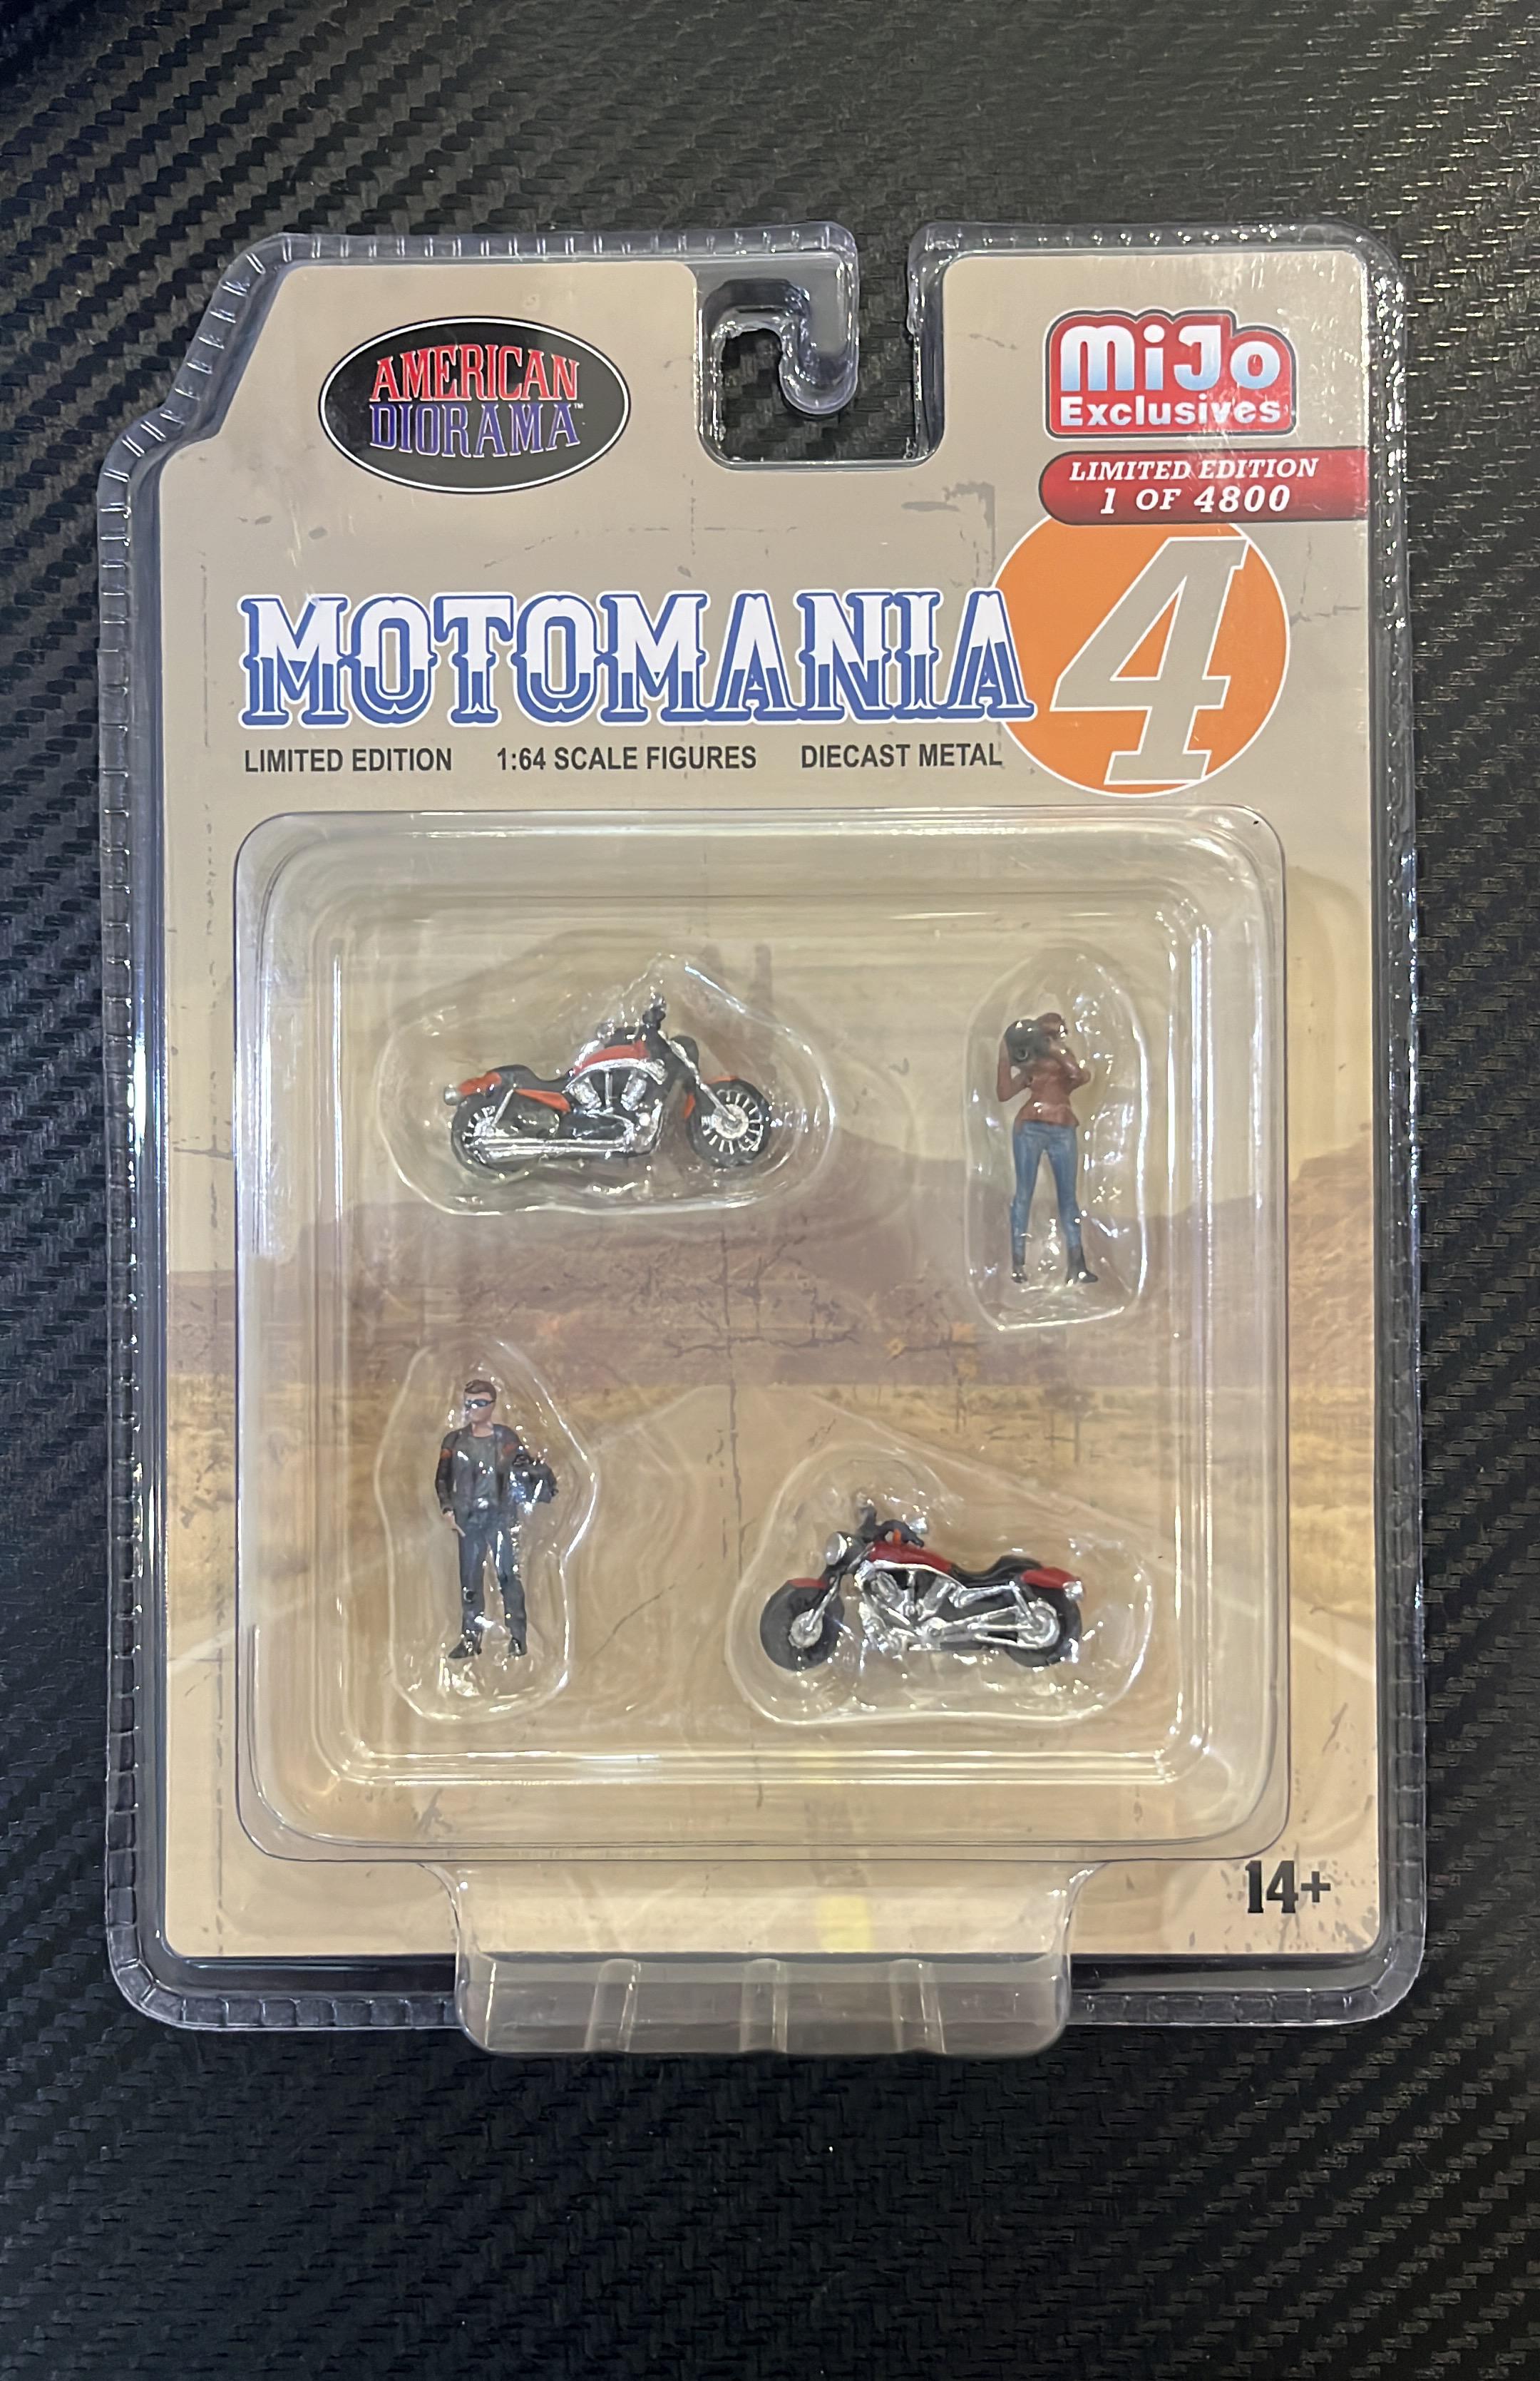 AMERICAN
DIORAMA™
MiJo
Exclusives
LIMITED EDITION
1 OF 4800
MOTOMANIA 4
LIMITED EDITION 1:64 SCALE FIGURES DIECAST METAL
14+